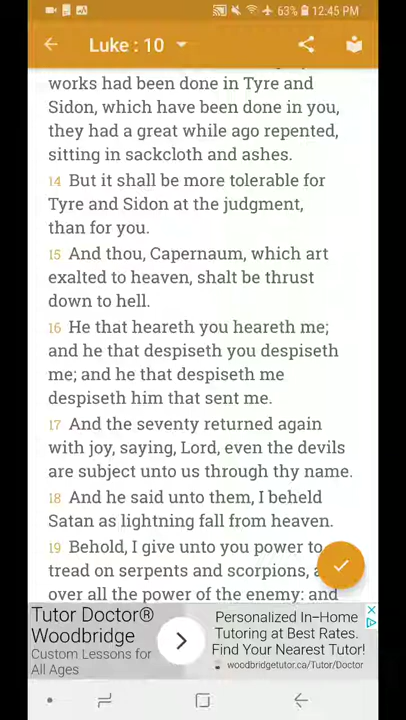 63% 12.45 PM
Luke : 10
works had been done in Tyre and
Sidon, which have been done in you,
they had a great while ago repented,
sitting in sackcloth and ashes.
14 But it shall be more tolerable for
Tyre and Sidon at the judgment,
than for you.
15 And thou, Capernaum, which art
exalted to heaven, shalt be thrust
down to hell.
16 He that heareth you heareth me;
and he that despiseth you despiseth
me; and he that despiseth me
despiseth him that sent me.
17 And the seventy returned again
with joy, saying, Lord, even the devils
are subject unto us through thy name.
18 And he said unto them, I beheld
Satan as lightning fall from heaven.
19 Behold, I give unto you power to
tread on serpents and scorpions,
over all the power of the enemy: and
Tutor Doctor®
Woodbridge
Custom Lessons for
All Ages
Personalized In-Home
Tutoring at Best Rates.
Find Your Nearest Tutor!
woodbridgetutor.ca/Tutor/Doctor